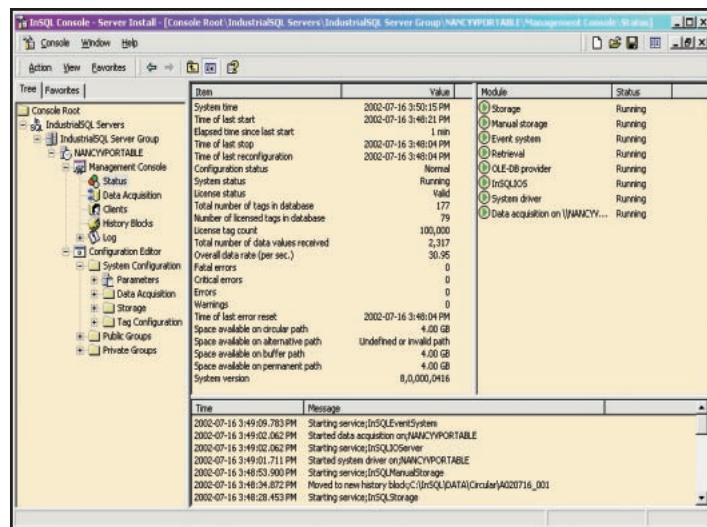 InSQL Console - Server Install - [Console Root\IndustrialSQL Servers\IndustrialSQL Server Group\NANCYVPORTABLE\Management Console\Status]
Console Window Help
Action View Favorites
Tree Favorites
Console Root
IndustrialSQL Servers
IndustrialSQL Server Group
NANCYVPORTABLE
Management Console
Status
Data Acquisition
Clients
History Blocks
Log
Configuration Editor
System Configuration
Parameters
Data Acquisition
Storage
Tag Configuration
Public Groups
Private Groups
Item Value
System time 2002-07-16 3:50:15 PM
Time of last start 2002-07-16 3:48:21 PM
Elapsed time since last start 1 min
Time of last stop 2002-07-16 3:48:04 PM
Time of last reconfiguration 2002-07-16 3:48:04 PM
Configuration status Normal
System status Running
License status Valid
Total number of tags in database 177
Number of licensed tags in database 79
License tag count 100,000
Total number of data values received 2,317
Overall data rate (per sec.) 30.95
Fatal errors 0
Critical errors 0
Errors 0
Warnings 0
Time of last error reset 2002-07-16 3:48:04 PM
Space available on circular path 4.00 GB
Space available on alternative path Undefined or invalid path
Space available on buffer path 4.00 GB
Space available on permanent path 4.00 GB
System version 8,0,000,0416
Module Status
Storage Running
Manual storage Running
Event system Running
Retrieval Running
OLE-DB provider Running
InSQLIOS Running
System driver Running
Data acquisition on \\NANCYV... Running
Time Message
2002-07-16 3:49:09.783 PM Starting service;InSQLEventSystem
2002-07-16 3:49:02.062 PM Started data acquisition on;NANCYVPORTABLE
2002-07-16 3:49:02.062 PM Starting service;InSQLIOServer
2002-07-16 3:49:01.711 PM Started system driver on;NANCYVPORTABLE
2002-07-16 3:48:53.900 PM Starting service;InSQLManualStorage
2002-07-16 3:48:34.872 PM Moved to new history block;C:\InSQL\DATA\Circular\A020716_001
2002-07-16 3:48:28.453 PM Starting service;InSQLStorage